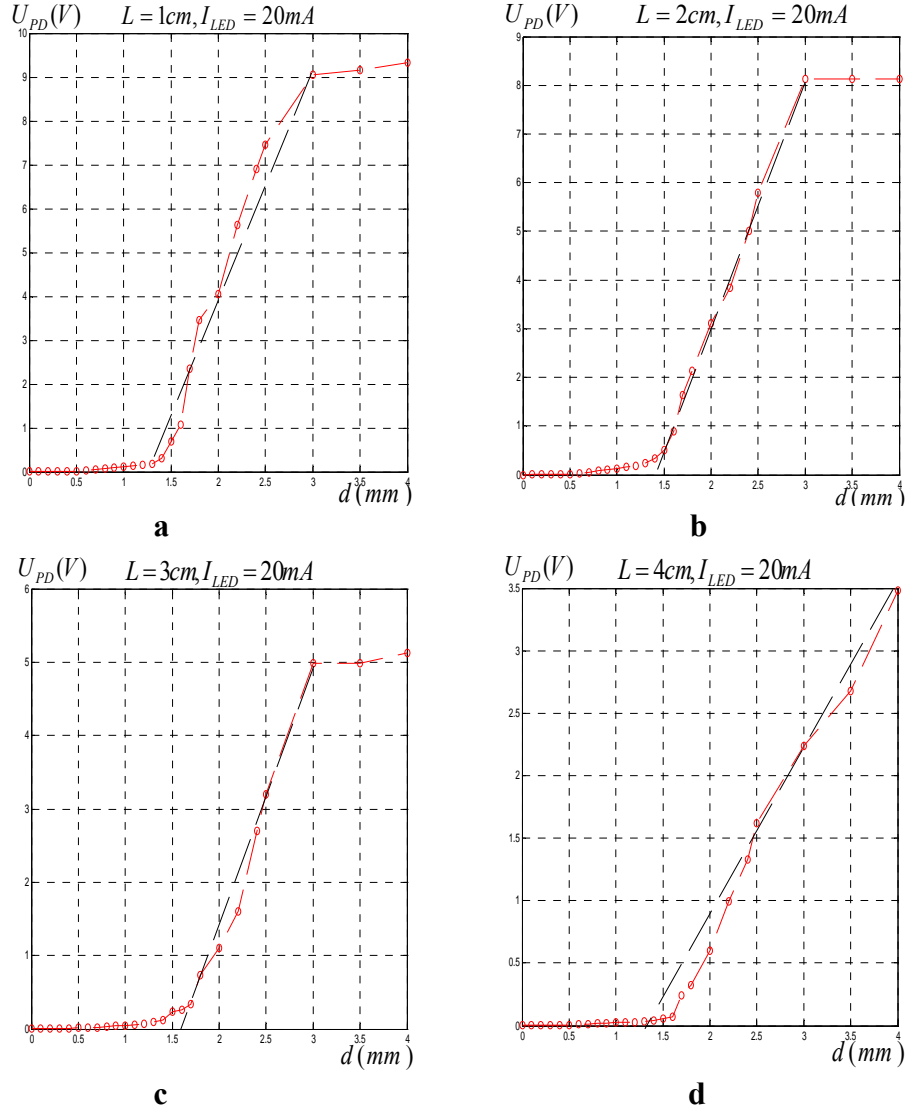 U_PD(V) L = 1cm, I_LED = 20mA
10
9
8
7
6
5
4
3
2
1
0
0 0.5 1 1.5 2 2.5 3 3.5 4
d (mm)
a
U_PD(V) L = 2cm, I_LED = 20mA
9
8
7
6
5
4
3
2
1
0
0 0.5 1 1.5 2 2.5 3 3.5 4
d (mm)
b
U_PD(V) L = 3cm, I_LED = 20mA
6
5
4
3
2
1
0
0 0.5 1 1.5 2 2.5 3 3.5 4
d (mm)
c
U_PD(V) L = 4cm, I_LED = 20mA
3.5
3
2.5
2
1.5
1
0.5
0
0 0.5 1 1.5 2 2.5 3 3.5 4
d (mm)
d